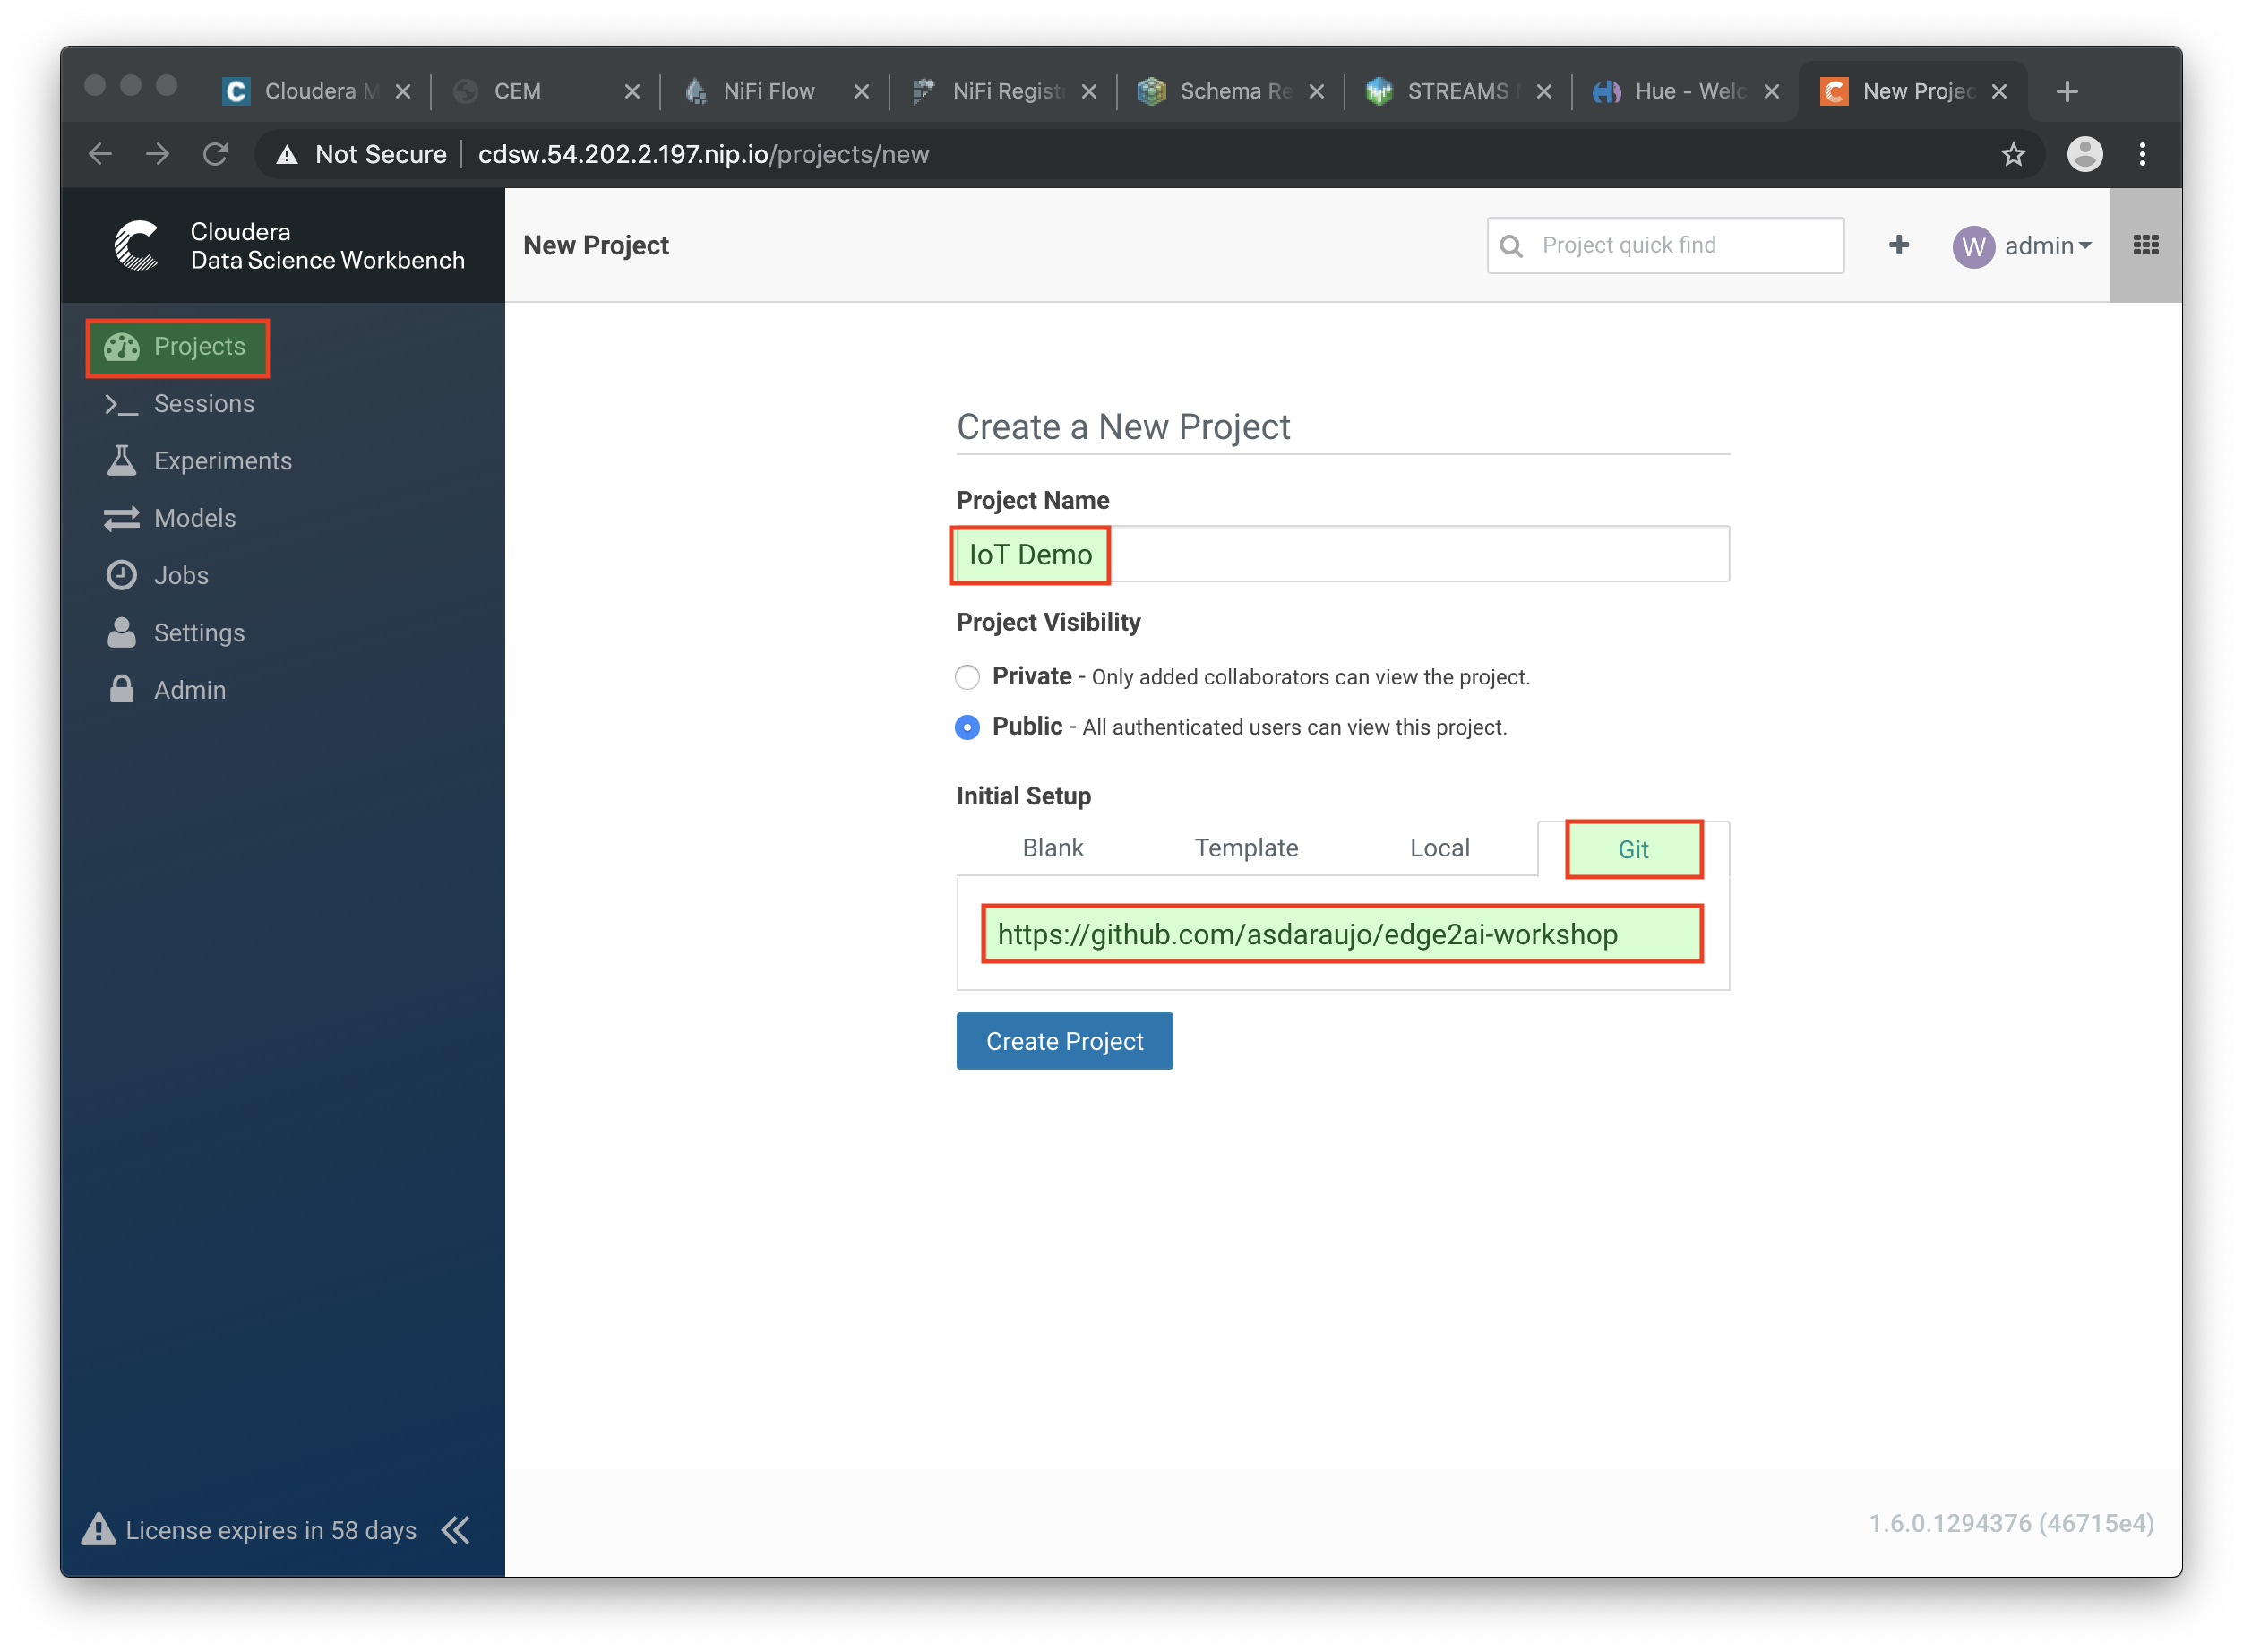 Cloudera M
CEM
NiFi Flow
NiFi Regist
Schema Re
STREAMS
Hue - Welc
New Projec
Not Secure
cdsw.54.202.2.197.nip.io/projects/new
Cloudera
Data Science Workbench
New Project
Project quick find
W
admin
Projects
Sessions
Experiments
Models
Jobs
Settings
Admin
Create a New Project
Project Name
IoT Demo
Project Visibility
Private - Only added collaborators can view the project.
Public - All authenticated users can view this project.
Initial Setup
Blank
Template
Local
Git
https://github.com/asdaraujo/edge2ai-workshop
Create Project
License expires in 58 days
1.6.0.1294376 (46715e4)